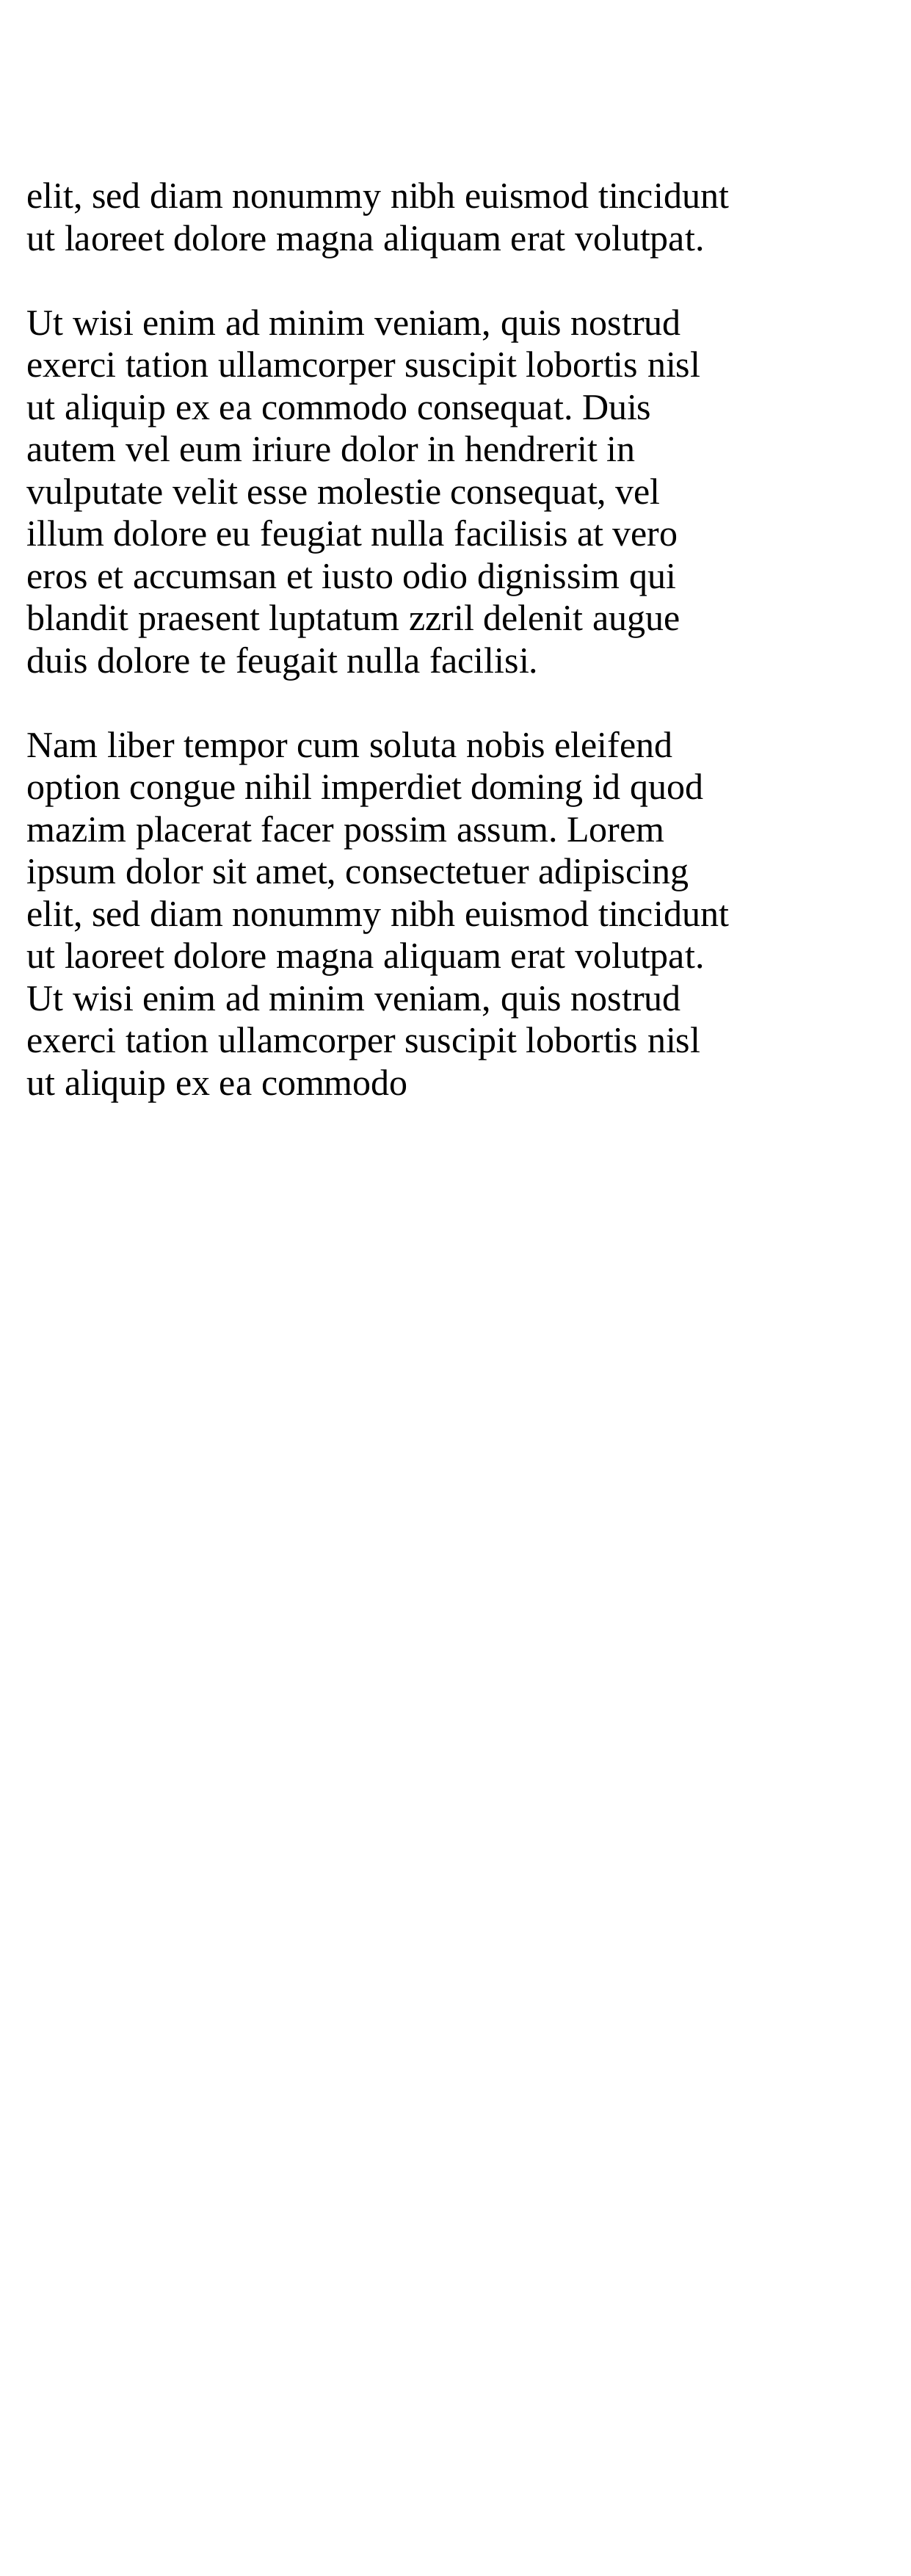 elit, sed diam nonummy nibh euismod tincidunt
ut laoreet dolore magna aliquam erat volutpat.
Ut wisi enim ad minim veniam, quis nostrud
exerci tation ullamcorper suscipit lobortis nisl
ut aliquip ex ea commodo consequat. Duis
autem vel eum iriure dolor in hendrerit in
vulputate velit esse molestie consequat, vel
illum dolore eu feugiat nulla facilisis at vero
eros et accumsan et iusto odio dignissim qui
blandit praesent luptatum zzril delenit augue
duis dolore te feugait nulla facilisi.
Nam liber tempor cum soluta nobis eleifend
option congue nihil imperdiet doming id quod
mazim placerat facer possim assum. Lorem
ipsum dolor sit amet, consectetuer adipiscing
elit, sed diam nonummy nibh euismod tincidunt
ut laoreet dolore magna aliquam erat volutpat.
Ut wisi enim ad minim veniam, quis nostrud
exerci tation ullamcorper suscipit lobortis nisl
ut aliquip ex ea commodo